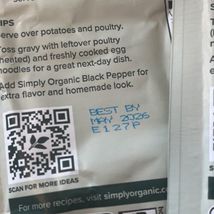 IPS
erve over potatoes and poultry.
oss gravy with leftover poultry
heated) and freshly cooked egg
oodles for a great next-day dish.
Add Simply Organic Black Pepper for
extra flavor and homemade look.
BEST BY
MAY 2026
E127P
SCAN FOR MORE IDEAS
For more recipes, visit simplyorganic.c